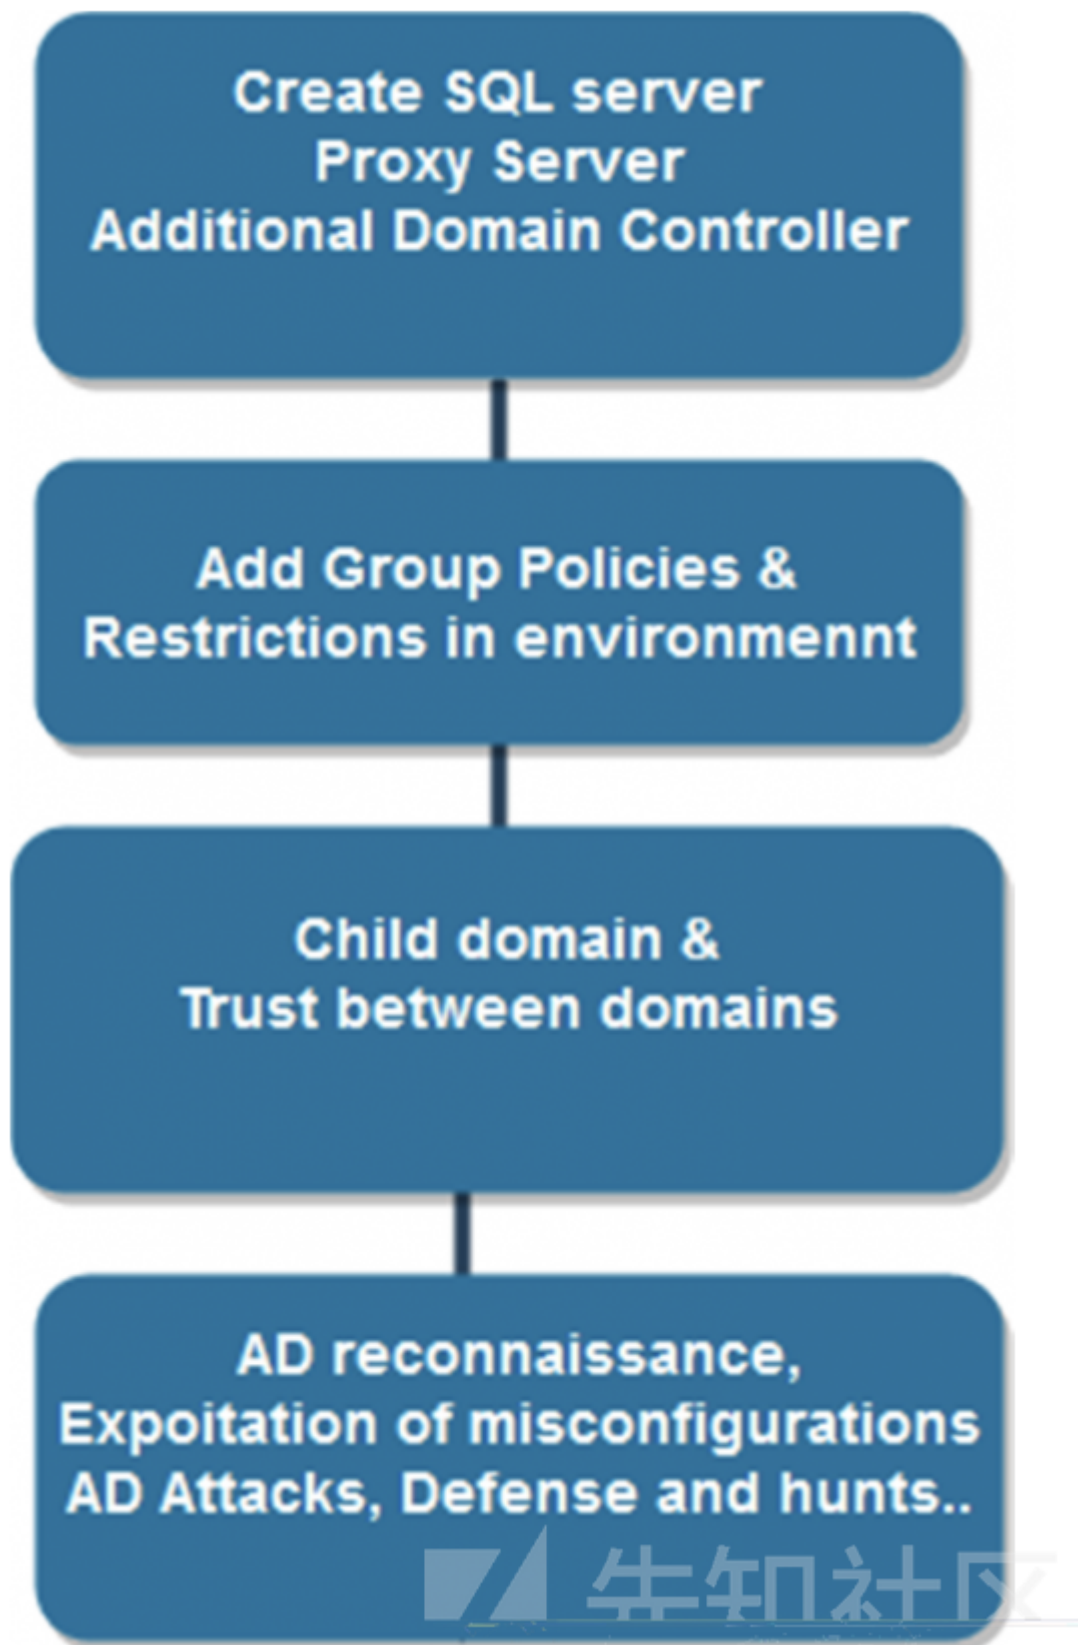 Create SQL server
Proxy Server
Additional Domain Controller
Add Group Policies &
Restrictions in environmennt
Child domain &
Trust between domains
AD reconnaissance,
Expoitation of misconfigurations
AD Attacks, Defense and hunts..
先知社区